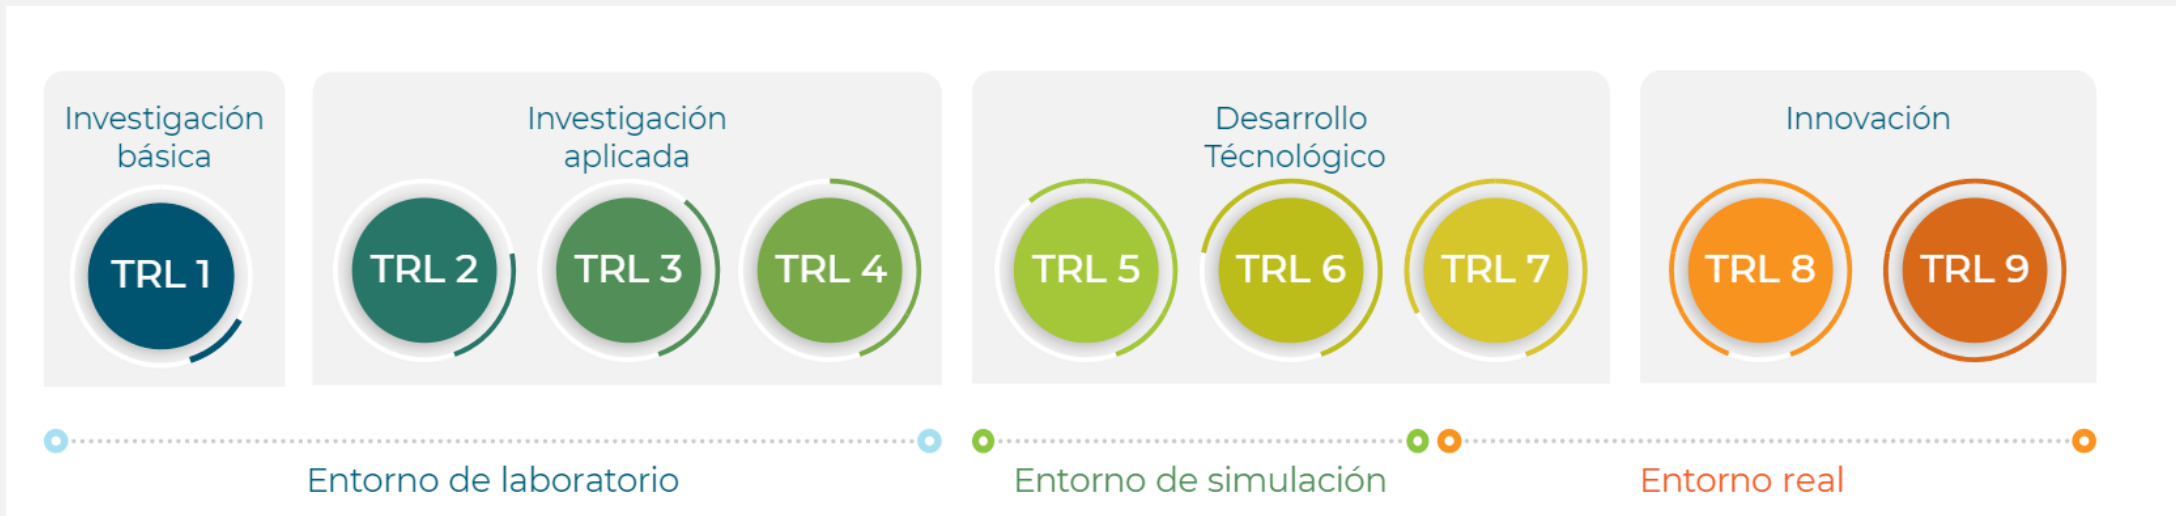 Investigación
básica
Investigación
aplicada
Desarrollo
Técnológico
Innovación
TRL 1
TRL 2
TRL 3
TRL 4
TRL 5
TRL 6
TRL 7
TRL 8
TRL 9
Entorno de laboratorio
Entorno de simulación
Entorno real